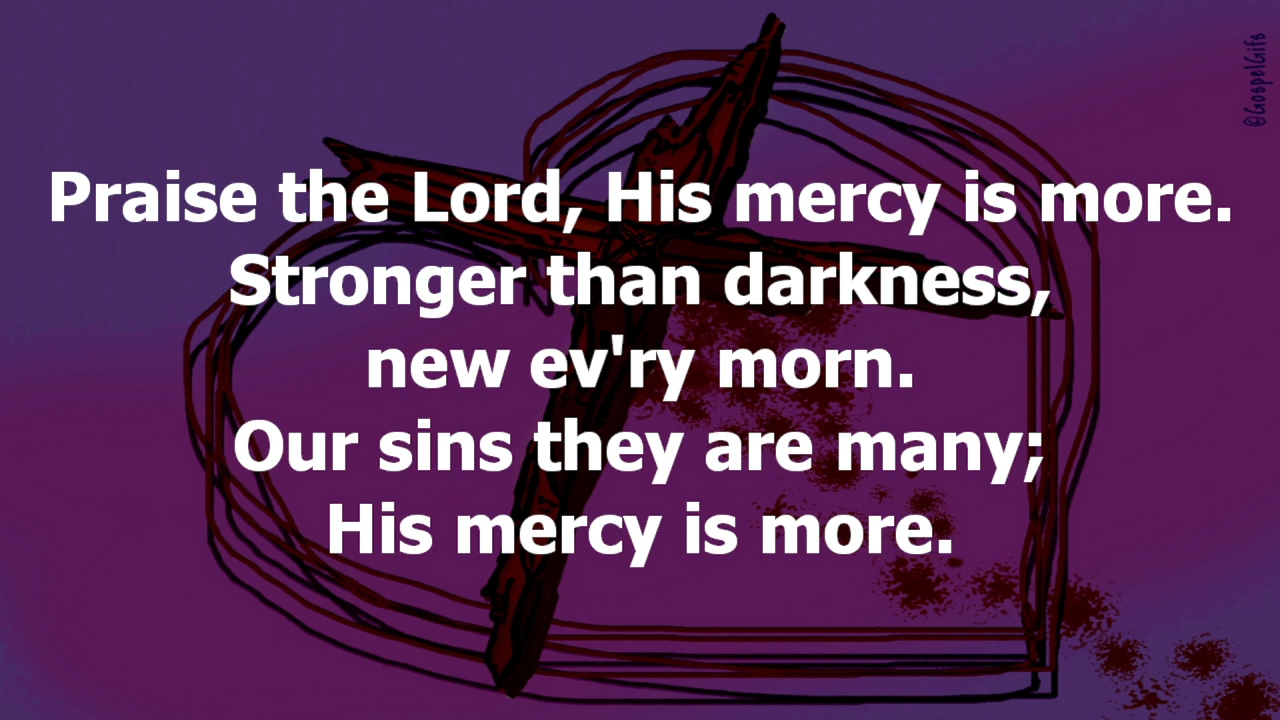 Praise the Lord, His mercy is more.
Stronger than darkness,
new ev'ry morn.
Our sins they are many;
His mercy is more.
©GospelGifs